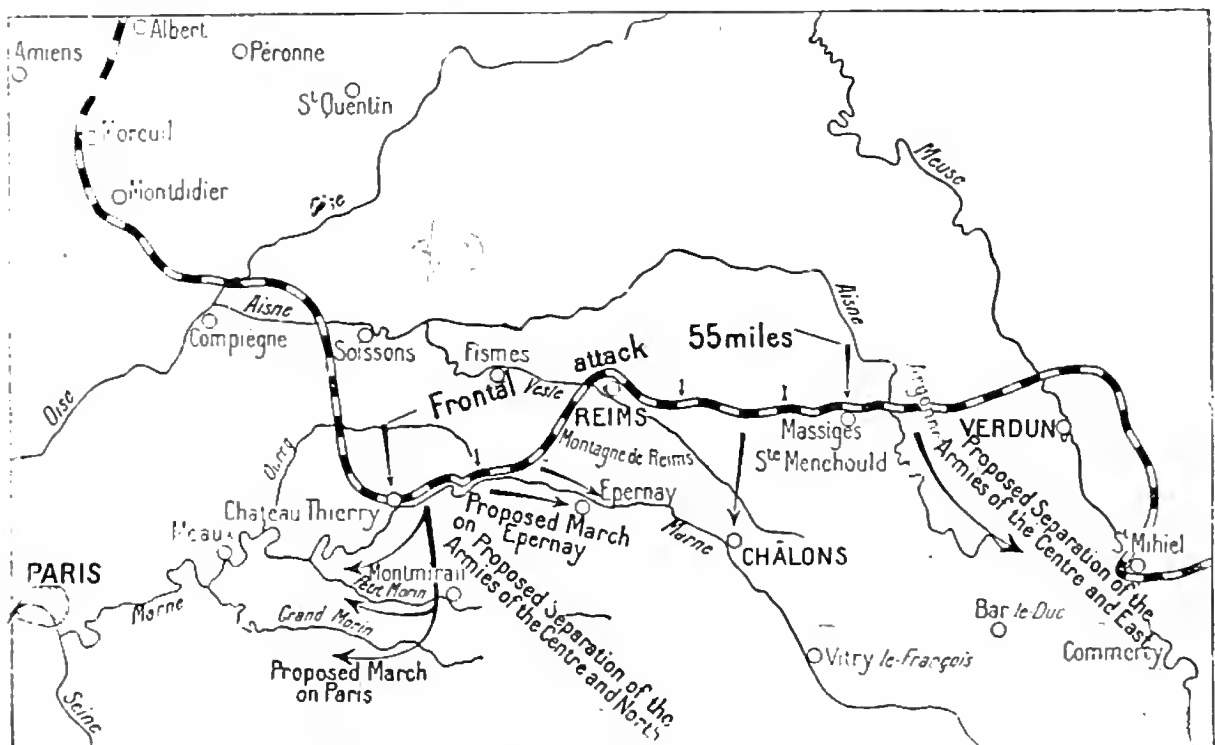 Albert
Amiens
Péronne
St Quentin
Moreuil
Montdidier
Oise
Meuse
Aisne
Aisne
Compiègne
Soissons
Fismes
attack
55 miles
Oise
Frontal
Vesle
REIMS
Argonne
Massiges
VERDUN
Ourcq
Montagne de Reims
Ste Menehould
Chateau Thierry
Epernay
Proposed March
on
Epernay
Marne
CHÂLONS
Meaux
St Mihiel
PARIS
Montmirail
Petit Morin
Marne
Grand Morin
Proposed Separation of the
Armies of the Centre and North
Proposed Separation of the
Armies of the Centre and East
Bar le-Duc
Commercy
Vitry le-François
Proposed March
on Paris
Seine